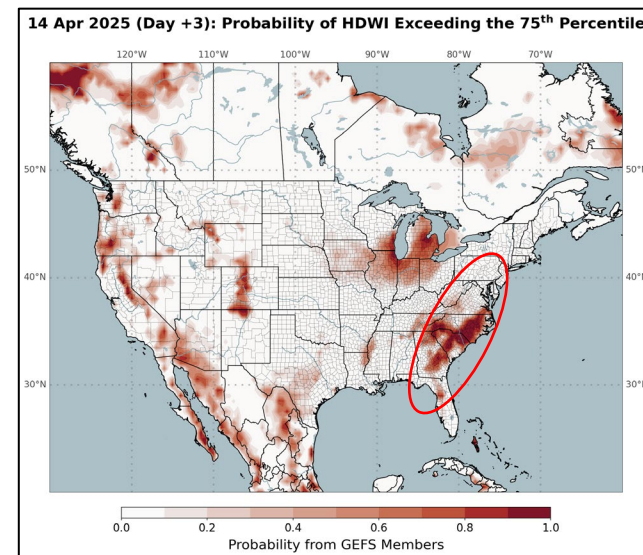 14 Apr 2025 (Day +3): Probability of HDWI Exceeding the 75th Percentile
120°W 110°W 100°W 90°W 80°W 70°W
50°N 50°N
40°N 40°N
30°N 30°N
0.0 0.2 0.4 0.6 0.8 1.0
Probability from GEFS Members